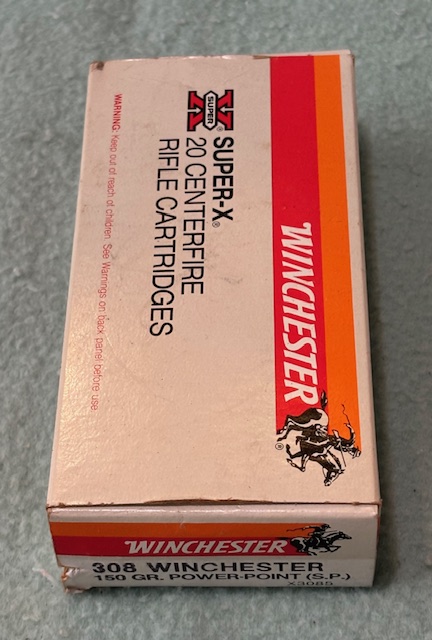 WINCHESTER
®
SUPER
X®
SUPER-X®
20 CENTERFIRE
RIFLE CARTRIDGES
WARNING: Keep out of reach of children. See Warnings on back panel before use.
WINCHESTER
308 WINCHESTER
150 GR. POWER-POINT (S.P.)
X3085